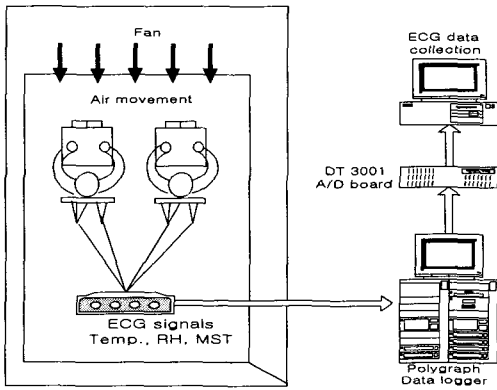 Fan
Air movement
ECG signals
Temp., RH, MST
ECG data
collection
DT 3001
A/D board
Polygraph
Data logger